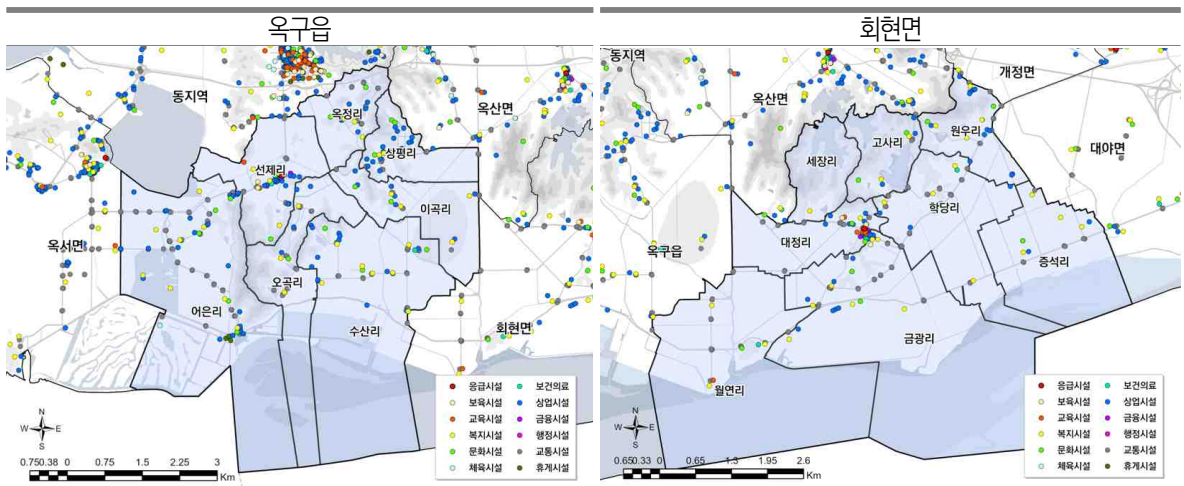 옥구읍
동지역
옥산면
옥정리
상평리
선제리
이곡리
옥서면
오곡리
어은리
수산리
회현면
응급시설
보건의료
보육시설
상업시설
교육시설
금융시설
복지시설
행정시설
문화시설
교통시설
체육시설
휴게시설
N
W E
S
0.75 0.38 0 0.75 1.5 2.25 3
Km
회현면
동지역
개정면
옥산면
원우리
고사리
세장리
대야면
학당리
대정리
옥구읍
증석리
금광리
월연리
응급시설
보건의료
보육시설
상업시설
교육시설
금융시설
복지시설
행정시설
문화시설
교통시설
체육시설
휴게시설
N
W E
S
0.65 0.33 0 0.65 1.3 1.95 2.6
Km